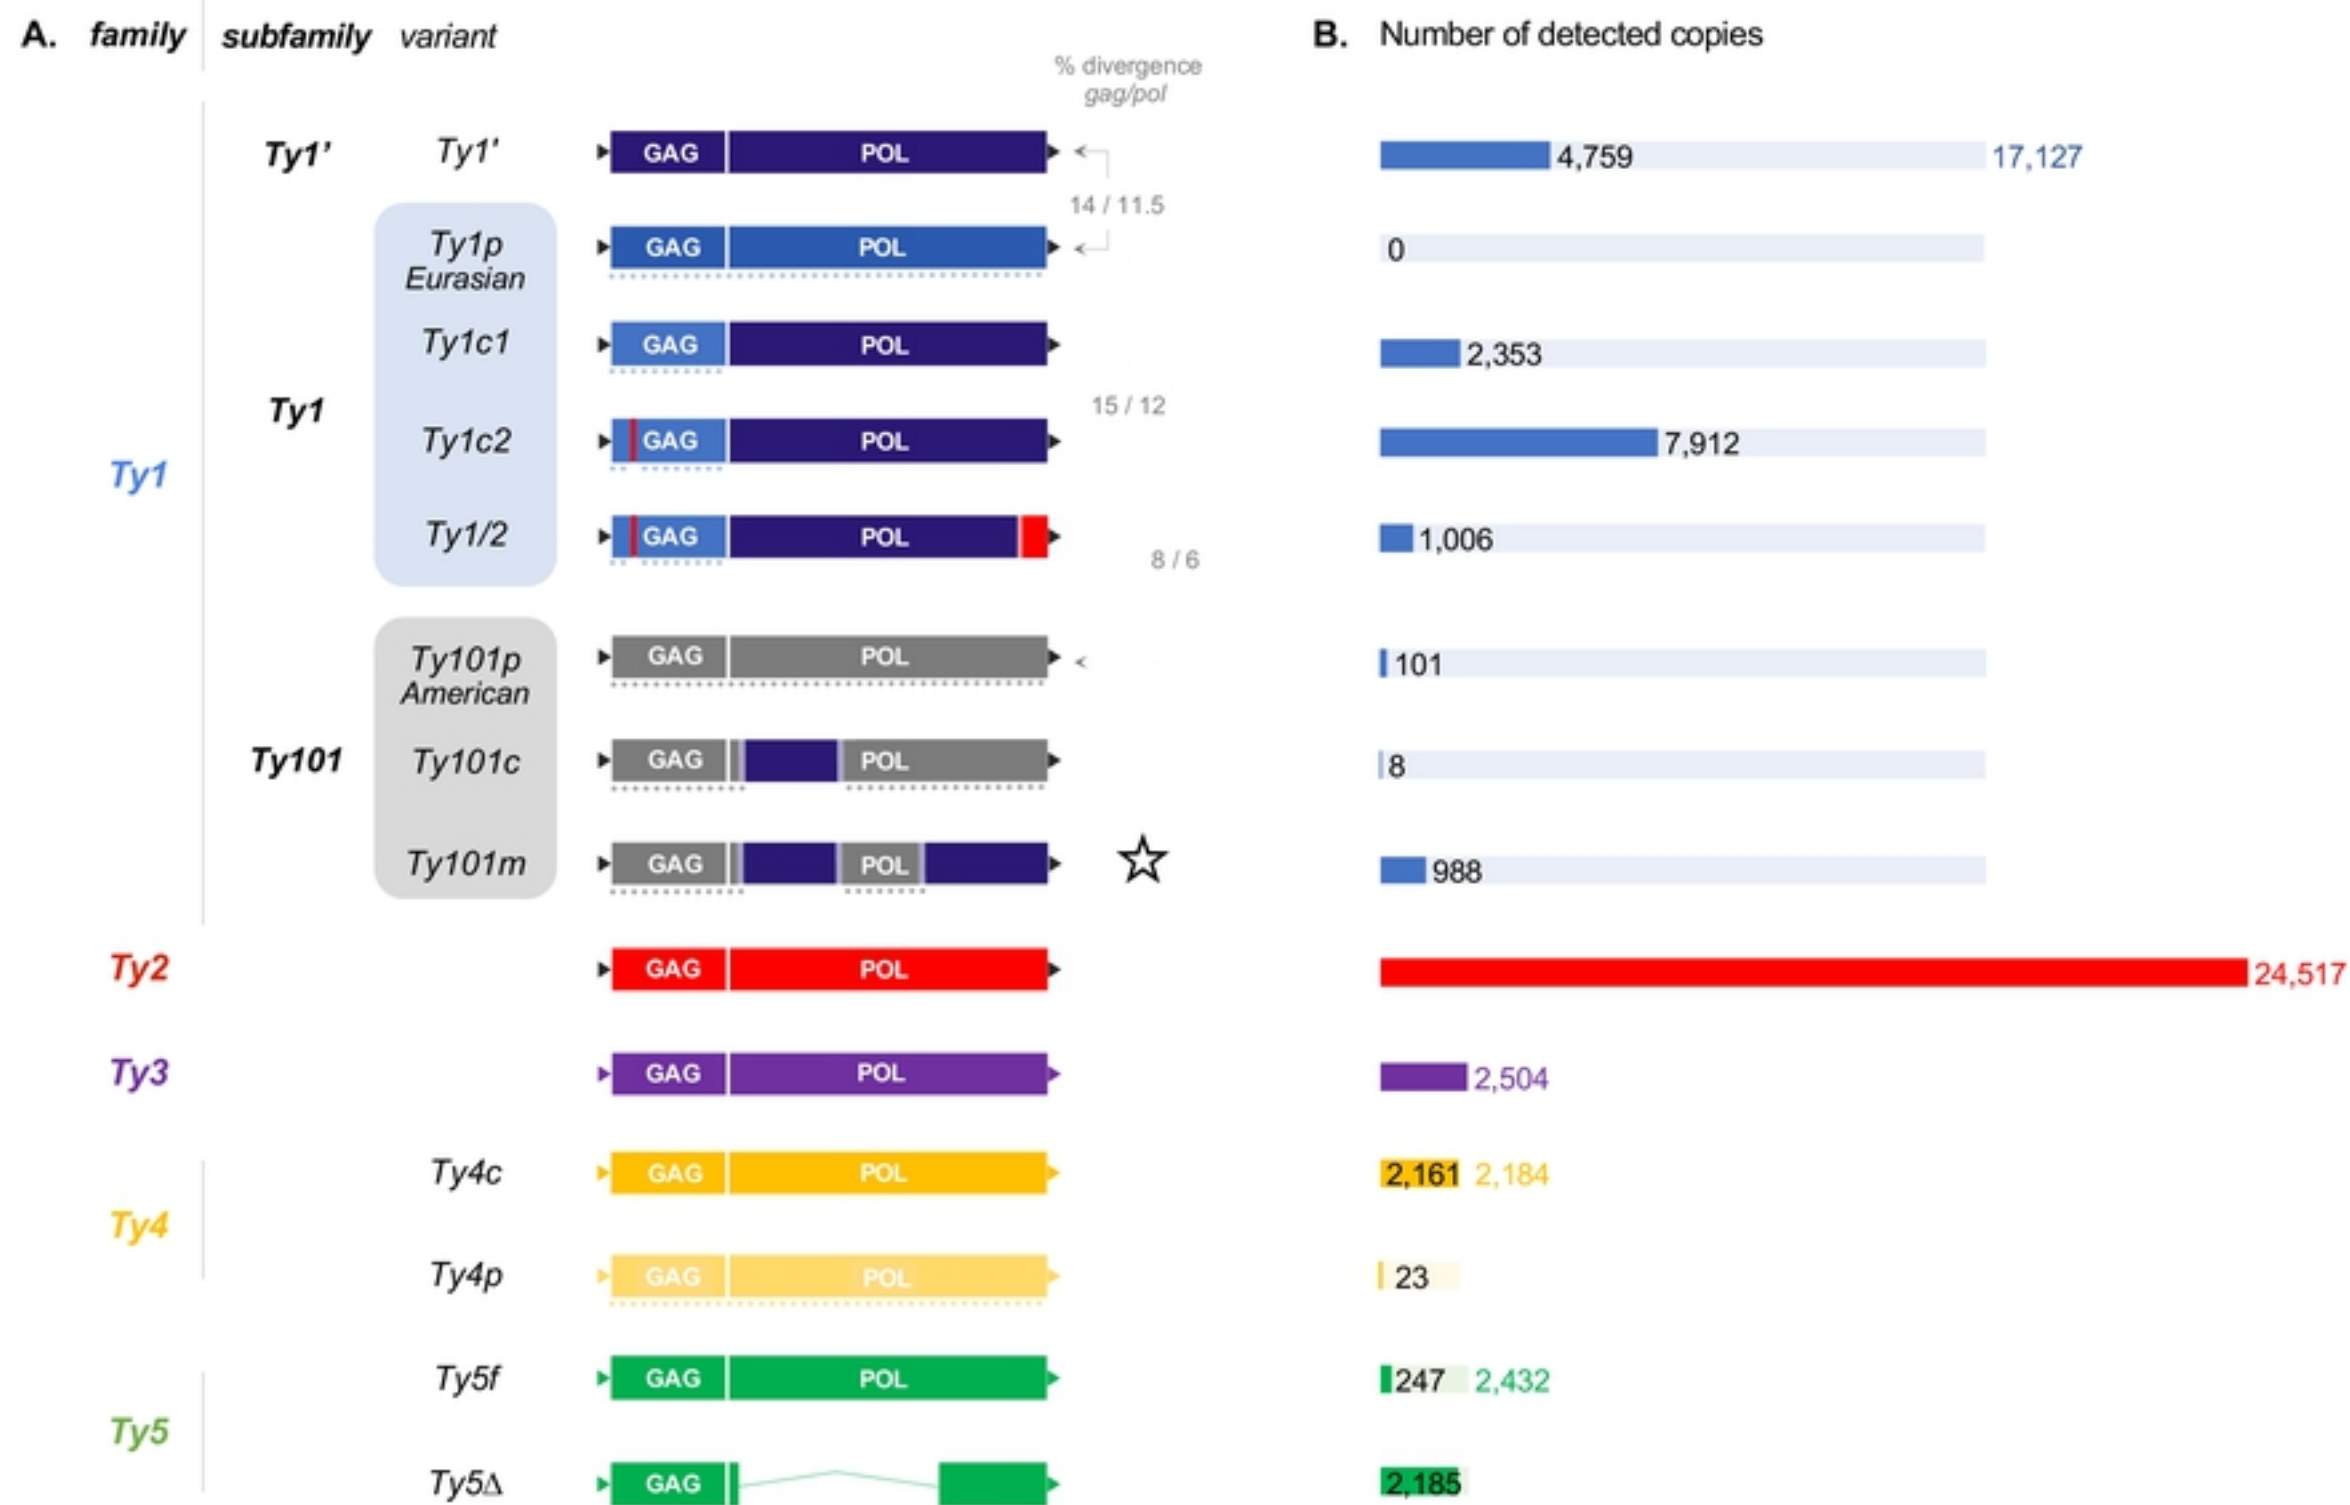 A. family subfamily variant
B. Number of detected copies
% divergence
gag/pol
Ty1' Ty1' GAG POL 4,759 17,127
14 / 11.5
Ty1p GAG POL 0
Eurasian
Ty1c1 GAG POL 2,353
Ty1 15 / 12
Ty1c2 GAG POL 7,912
Ty1
Ty1/2 GAG POL 1,006
8 / 6
Ty101p GAG POL 101
American
Ty101 Ty101c GAG POL 8
Ty101m GAG POL 988
Ty2 GAG POL 24,517
Ty3 GAG POL 2,504
Ty4c GAG POL 2,161 2,184
Ty4
Ty4p GAG POL 23
Ty5f GAG POL 247 2,432
Ty5
Ty5Δ GAG 2,185